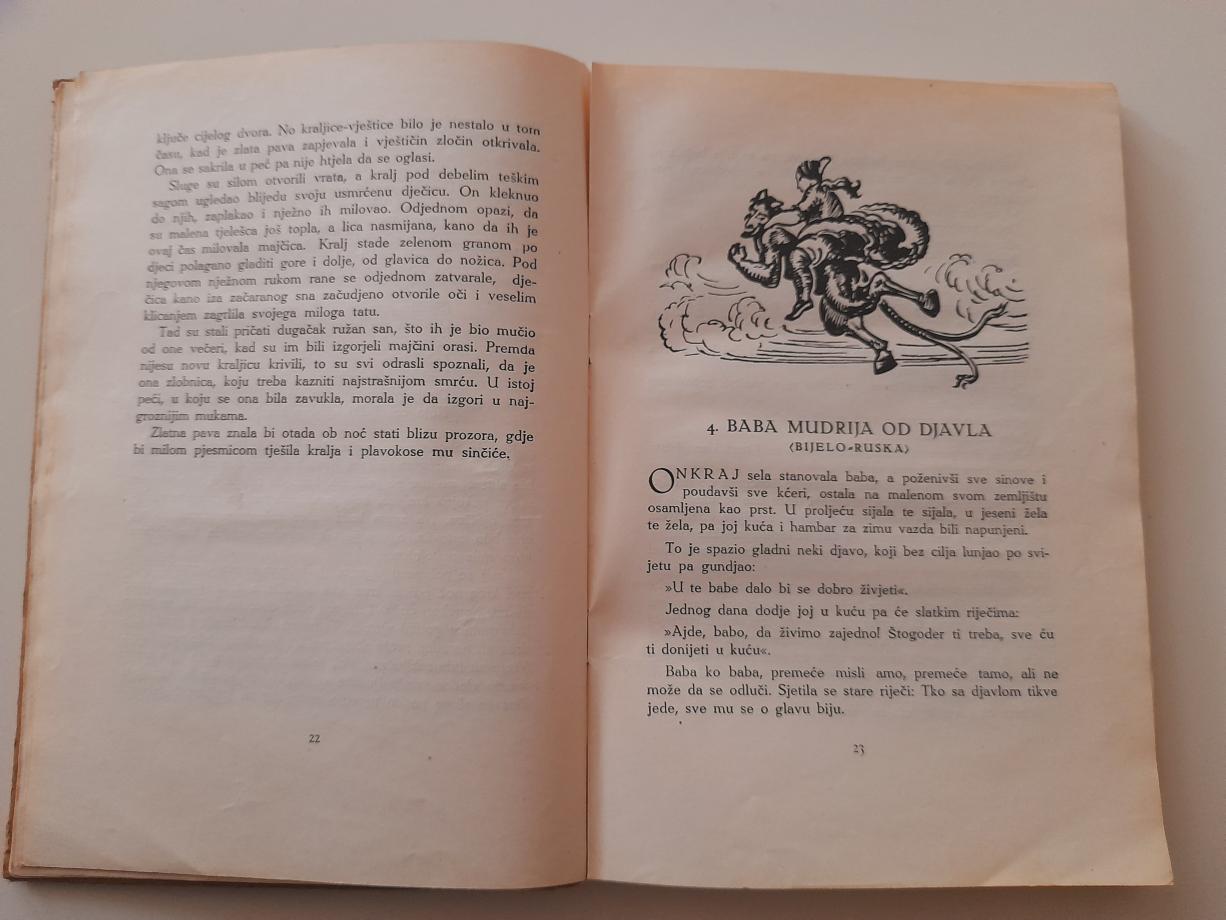 ključe cijelog dvora. No kraljice-vještice bilo je nestalo u tom
času, kad je zlata pava zapjevala i vještičin zločin otkrivala.
Ona se sakrila u peć pa nije htjela da se oglasi.
Sluge su silom otvorili vrata, a kralj pod debelim teškim
sagom ugledao blijedu svoju usmrćenu dječicu. On kleknuo
do njih, zaplakao i nježno ih milovao. Odjednom opazi, da
su malena tjelešca još topla, a lica nasmijana, kano da ih je
ovaj čas milovala majčica. Kralj stade zelenom granom po
djeci polagano gladiti gore i dolje, od glavica do nožica. Pod
njegovom nježnom rukom rane se odjednom zatvarale, dje-
čica kano iza začaranog sna začudjeno otvorile oči i veselim
klicanjem zagrlila svojega miloga tatu.
Tad su stali pričati dugačak ružan san, što ih je bio mučio
od one večeri, kad su im bili izgorjeli majčini orasi. Premda
nijesu novu kraljicu krivili, to su svi odrasli spoznali, da je
ona zlobnica, koju treba kazniti najstrašnijom smrću. U istoj
peći, u koju se ona bila zavukla, morala je da izgori u naj-
groznijim mukama.
Zlatna pava znala bi otada ob noć stati blizu prozora, gdje
bi milom pjesmicom tješila kralja i plavokose mu sinčiće.
22
4. BABA MUDRIJA OD DJAVLA
(BIJELO-RUSKA)
ONKRAJ sela stanovala baba, a poženivši sve sinove i
poudavši sve kćeri, ostala na malenom svom zemljištu
osamljena kao prst. U proljeću sijala te sijala, u jeseni žela
te žela, pa joj kuća i hambar za zimu vazda bili napunjeni.
To je spazio gladni neki djavo, koji bez cilja lunjao po svi-
jetu pa gundjao:
»U te babe dalo bi se dobro živjeti«.
Jednog dana dodje joj u kuću pa će slatkim riječima:
»Ajde, babo, da živimo zajedno! Štogoder ti treba, sve ću
ti donijeti u kuću«.
Baba ko baba, premeće misli amo, premeće tamo, ali ne
može da se odluči. Sjetila se stare riječi: Tko sa djavlom tikve
jede, sve mu se o glavu biju.
23